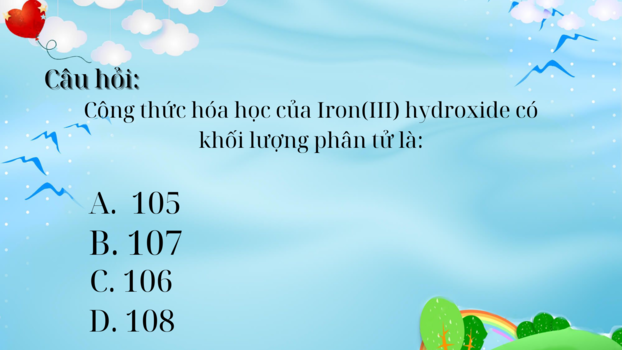 Câu hỏi:
Công thức hóa học của Iron(III) hydroxide có
khối lượng phân tử là:
A. 105
B. 107
C. 106
D. 108